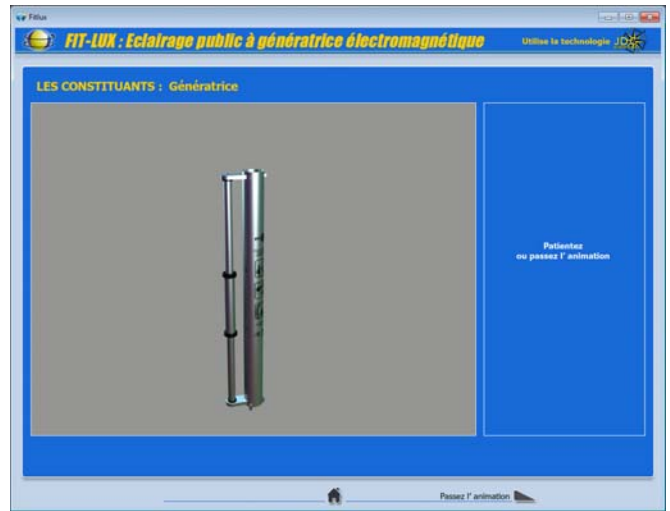 Fitlux
FIT-LUX : Eclairage public à génératrice électromagnétique
Utilise la technologie JDS
LES CONSTITUANTS : Génératrice
Patientez
ou passez l' animation
Passez l' animation